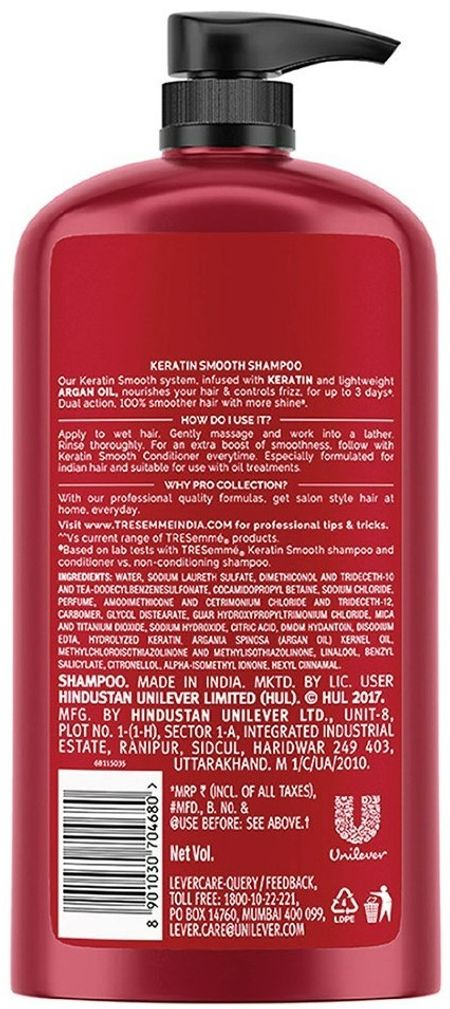 KERATIN SMOOTH SHAMPOO
Our Keratin Smooth system, infused with KERATIN and lightweight
ARGAN OIL, nourishes your hair & controls frizz, for up to 3 days*.
Dual action, 100% smoother hair with more shine*.
HOW DO I USE IT?
Apply to wet hair. Gently massage and work into a lather.
Rinse thoroughly. For an extra boost of smoothness, follow with
Keratin Smooth Conditioner everytime. Especially formulated for
indian hair and suitable for use with oil treatments.
WHY PRO COLLECTION?
With our professional quality formulas, get salon style hair at
home, everyday.
Visit www.TRESEMMEINDIA.COM for professional tips & tricks.
^^Vs current range of TRESemmé® products.
*Based on lab tests with TRESemmé® Keratin Smooth shampoo and
conditioner vs. non-conditioning shampoo.
INGREDIENTS: WATER, SODIUM LAURETH SULFATE, DIMETHICONOL AND TRIDECETH-10
AND TEA-DODECYLBENZENESULFONATE, COCAMIDOPROPYL BETAINE, SODIUM CHLORIDE,
PERFUME, AMODIMETHICONE AND CETRIMONIUM CHLORIDE AND TRIDECETH-12,
CARBOMER, GLYCOL DISTEARATE, GUAR HYDROXYPROPYLTRIMONIUM CHLORIDE, MICA
AND TITANIUM DIOXIDE, SODIUM HYDROXIDE, CITRIC ACID, DMDM HYDANTOIN, DISODIUM
EDTA, HYDROLYZED KERATIN, ARGANIA SPINOSA (ARGAN OIL) KERNEL OIL,
METHYLCHLOROISOTHIAZOLINONE AND METHYLISOTHIAZOLINONE, LINALOOL, BENZYL
SALICYLATE, CITRONELLOL, ALPHA-ISOMETHYL IONONE, HEXYL CINNAMAL.
SHAMPOO. MADE IN INDIA. MKTD. BY LIC. USER
HINDUSTAN UNILEVER LIMITED (HUL). © HUL 2017.
MFG. BY HINDUSTAN UNILEVER LTD., UNIT-8,
PLOT NO. 1-(1-H), SECTOR 1-A, INTEGRATED INDUSTRIAL
ESTATE, RANIPUR, SIDCUL, HARIDWAR 249 403,
UTTARAKHAND. M 1/C/UA/2010.
68115035
*MRP ₹ (INCL. OF ALL TAXES),
#MFD., B. NO. &
@USE BEFORE: SEE ABOVE.†
Net Vol.
Unilever
LEVERCARE-QUERY/FEEDBACK,
TOLL FREE: 1800-10-22-221,
PO BOX 14760, MUMBAI 400 099,
LEVER.CARE@UNILEVER.COM
LDPE
8 901030 704680 >